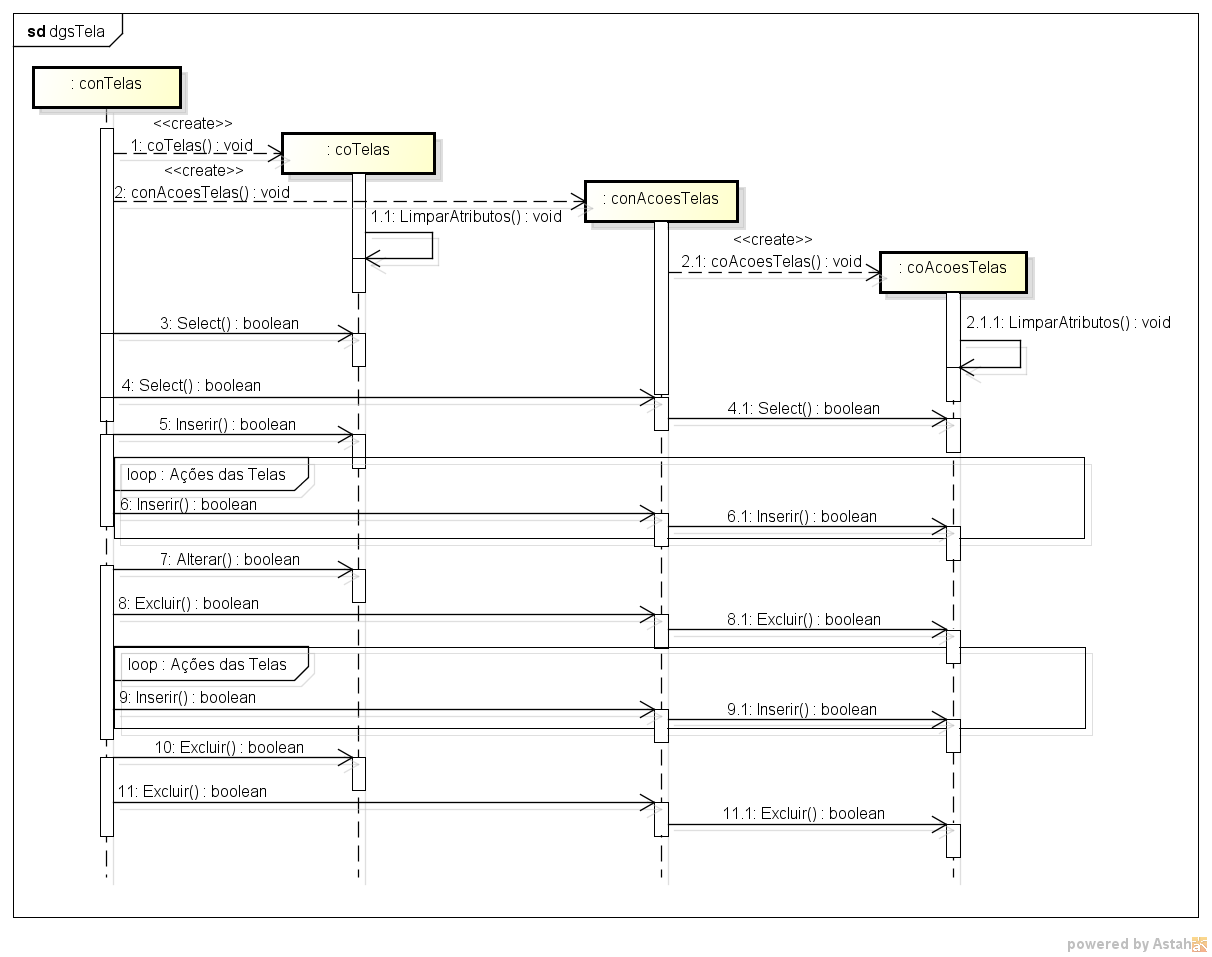 sd dgsTela
: conTelas
<<create>>
1: coTelas() : void
: coTelas
<<create>>
2: conAcoesTelas() : void
: conAcoesTelas
1.1: LimparAtributos() : void
<<create>>
2.1: coAcoesTelas() : void
: coAcoesTelas
3: Select() : boolean
2.1.1: LimparAtributos() : void
4: Select() : boolean
4.1: Select() : boolean
5: Inserir() : boolean
loop : Ações das Telas
6: Inserir() : boolean
6.1: Inserir() : boolean
7: Alterar() : boolean
8: Excluir() : boolean
8.1: Excluir() : boolean
loop : Ações das Telas
9: Inserir() : boolean
9.1: Inserir() : boolean
10: Excluir() : boolean
11: Excluir() : boolean
11.1: Excluir() : boolean
powered by Astah